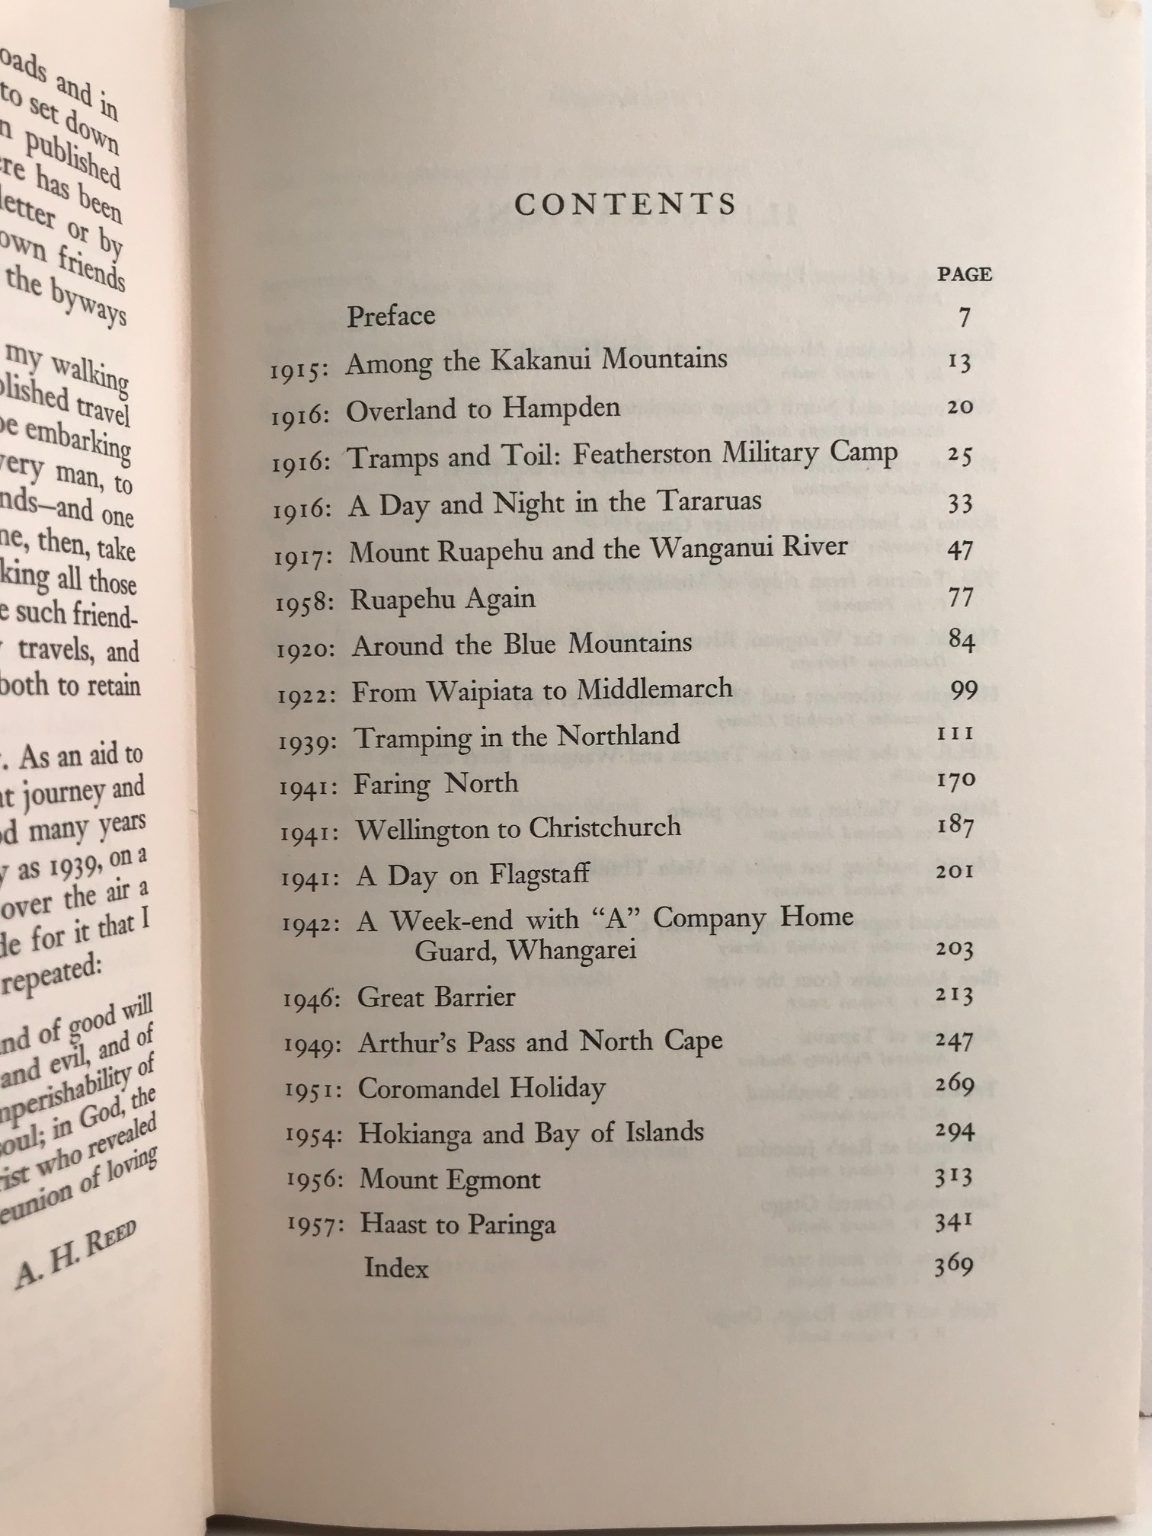 oads and in
to set down
n published
re has been
letter or by
own friends
the byways
my walking
lished travel
be embarking
very man, to
nds—and one
ne, then, take
king all those
e such friend-
travels, and
both to retain
. As an aid to
at journey and
od many years
y as 1939, on a
over the air a
de for it that I
repeated:
nd of good will
and evil, and of
mperishability of
soul; in God, the
rist who revealed
eunion of loving
A. H. REED
CONTENTS
PAGE
Preface 7
1915: Among the Kakanui Mountains 13
1916: Overland to Hampden 20
1916: Tramps and Toil: Featherston Military Camp 25
1916: A Day and Night in the Tararuas 33
1917: Mount Ruapehu and the Wanganui River 47
1958: Ruapehu Again 77
1920: Around the Blue Mountains 84
1922: From Waipiata to Middlemarch 99
1939: Tramping in the Northland 111
1941: Faring North 170
1941: Wellington to Christchurch 187
1941: A Day on Flagstaff 201
1942: A Week-end with “A” Company Home
Guard, Whangarei 203
1946: Great Barrier 213
1949: Arthur's Pass and North Cape 247
1951: Coromandel Holiday 269
1954: Hokianga and Bay of Islands 294
1956: Mount Egmont 313
1957: Haast to Paringa 341
Index 369